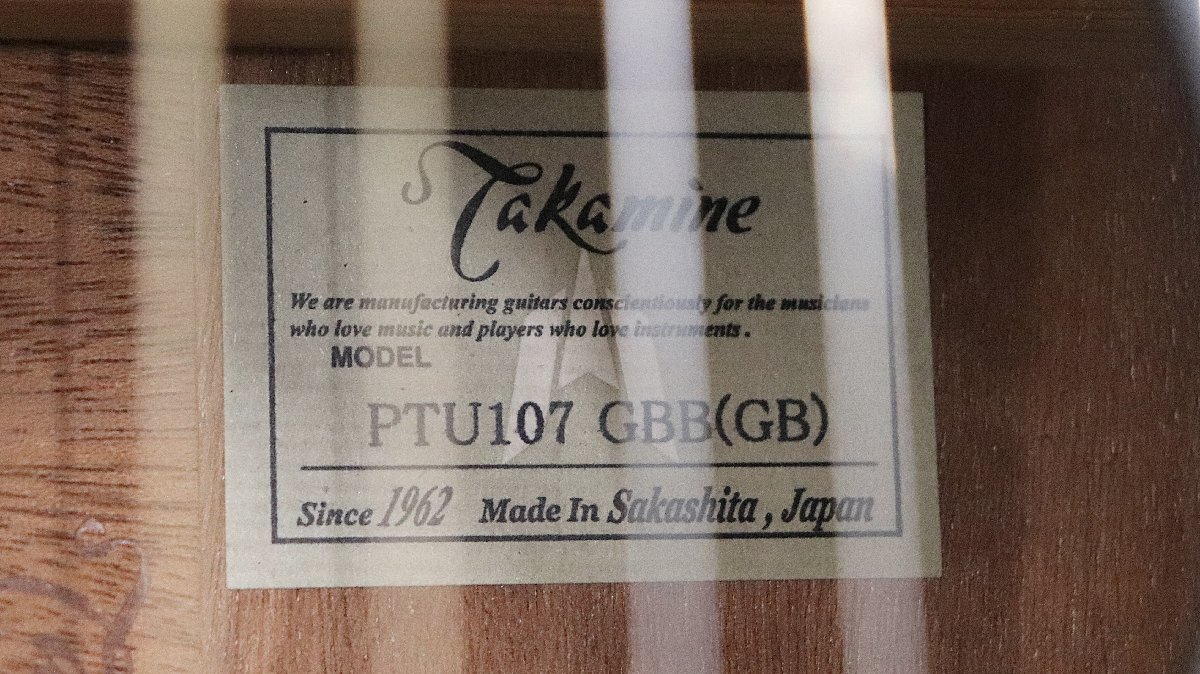 Takamine
We are manufacturing guitars conscientiously for the musicians
who love music and players who love instruments .
MODEL
PTU107 GBB(GB)
Since 1962 Made In Sakashita , Japan